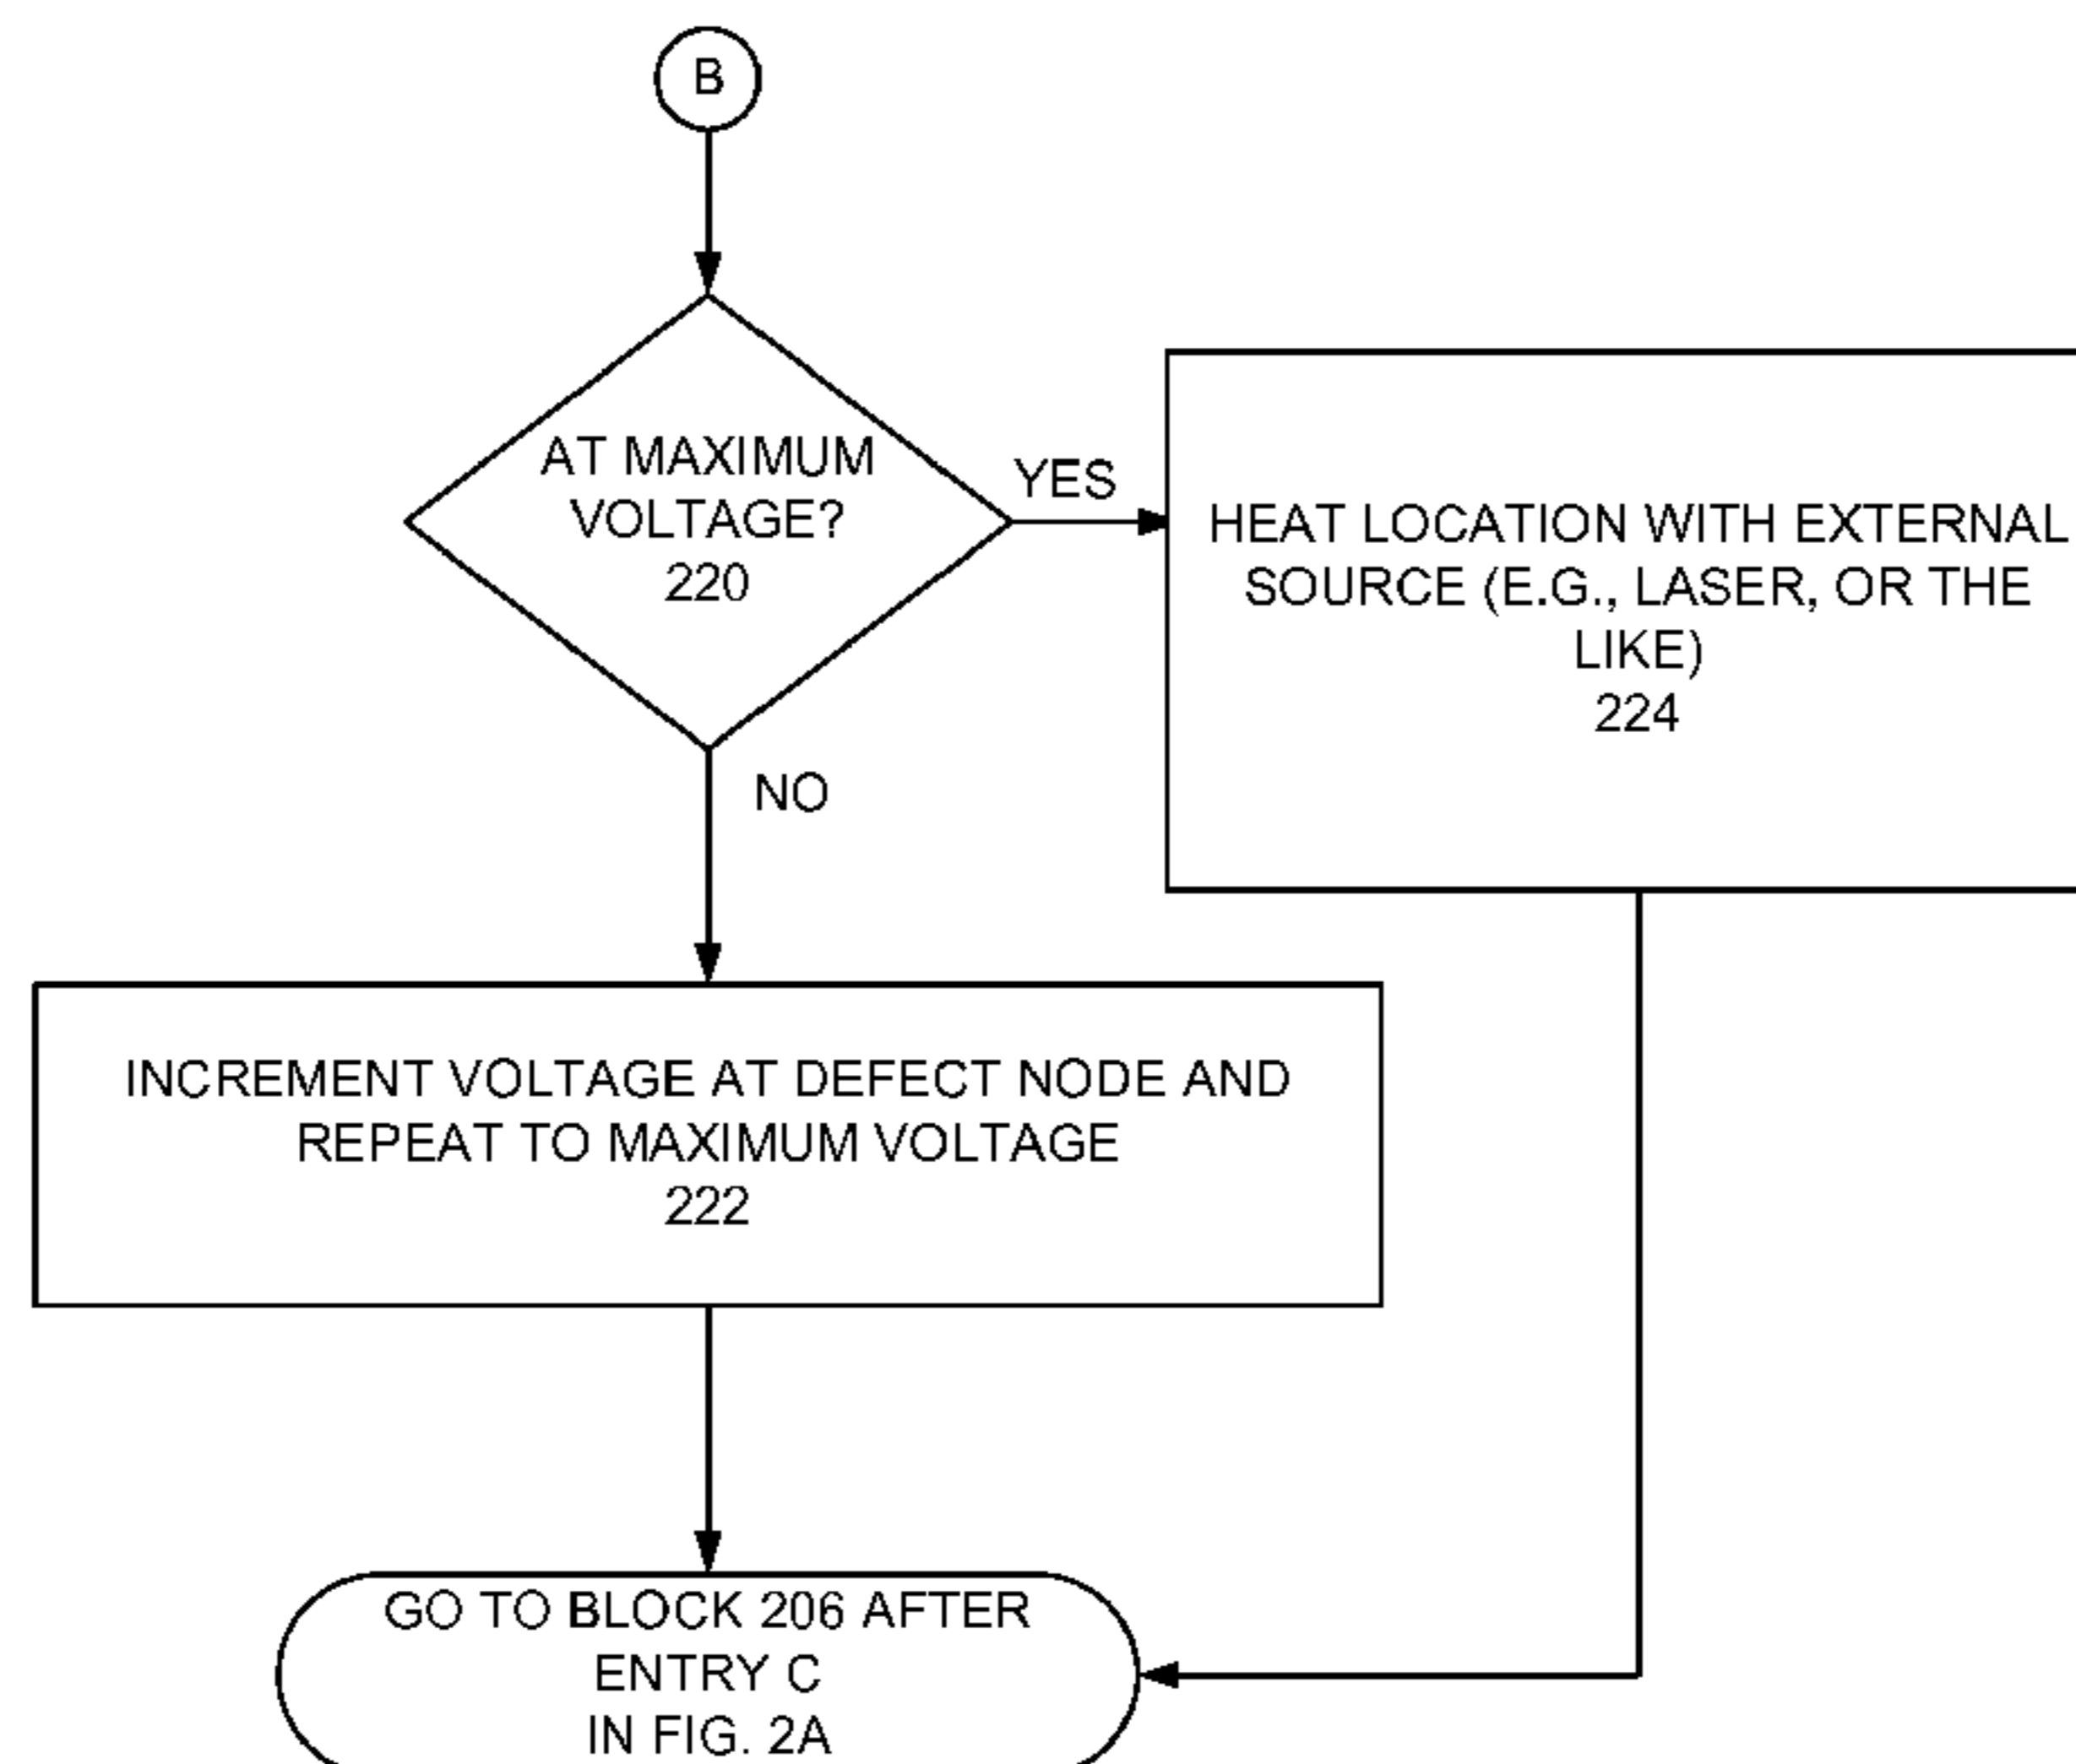 B
AT MAXIMUM
VOLTAGE?
220
YES
HEAT LOCATION WITH EXTERNAL
SOURCE (E.G., LASER, OR THE
LIKE)
224
NO
INCREMENT VOLTAGE AT DEFECT NODE AND
REPEAT TO MAXIMUM VOLTAGE
222
GO TO BLOCK 206 AFTER
ENTRY C
IN FIG. 2A